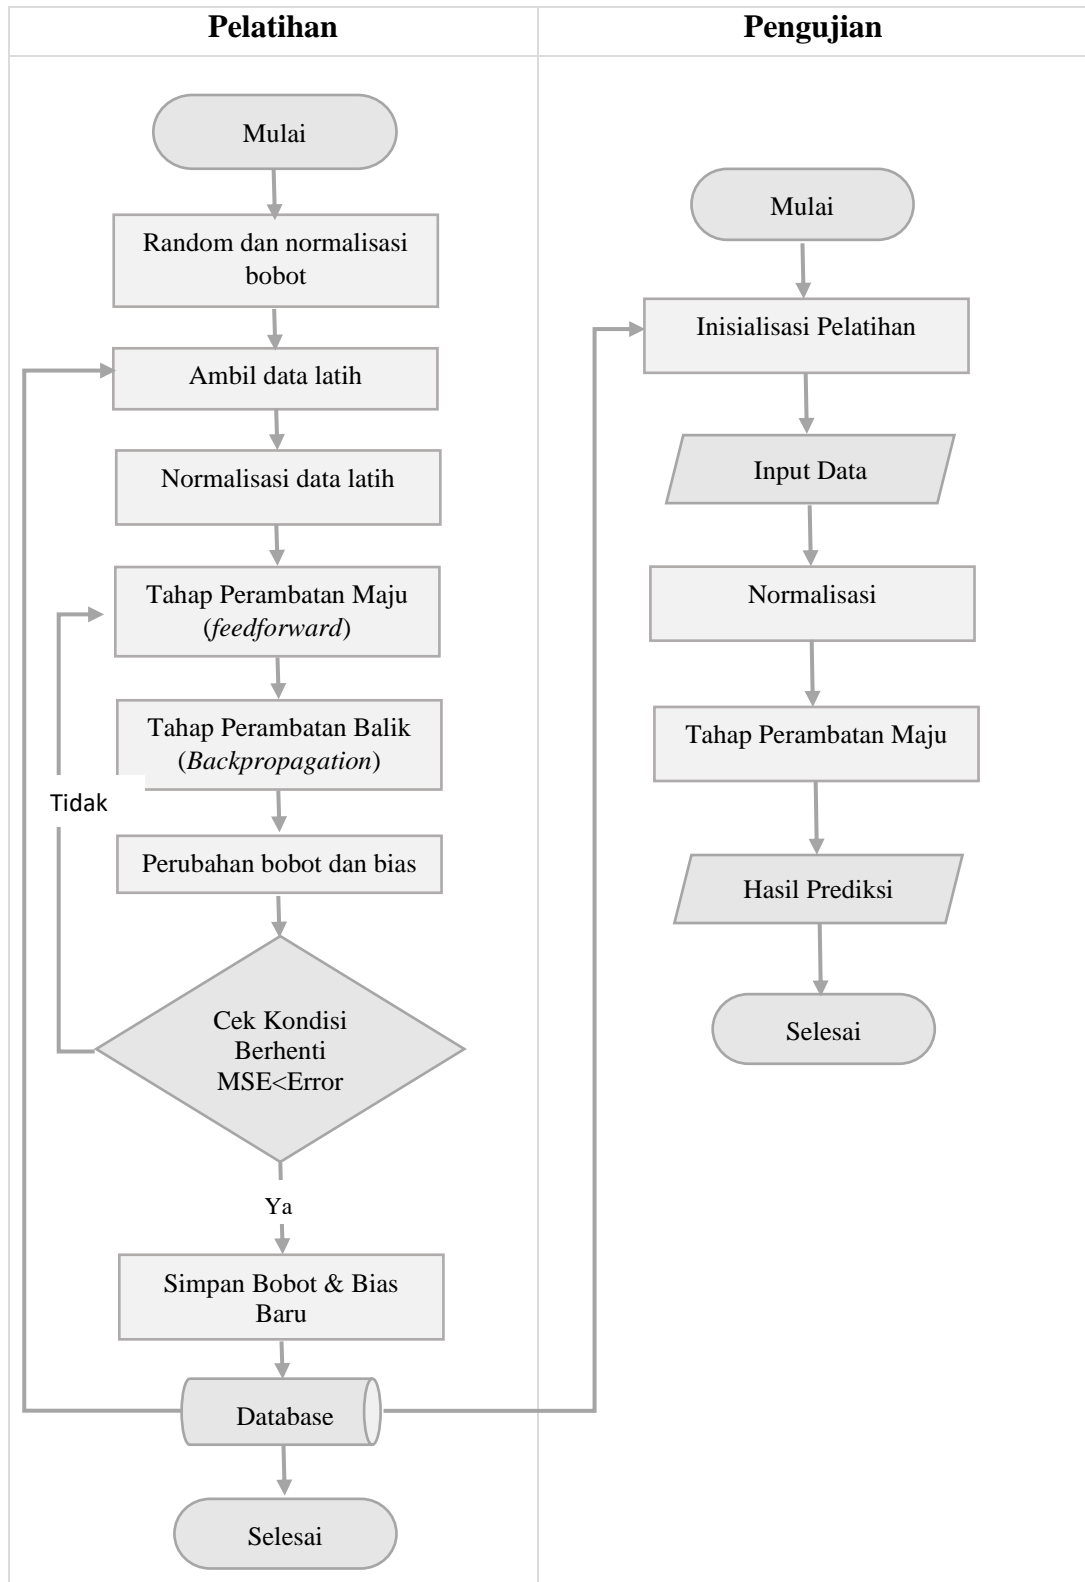 Pelatihan
Mulai
Random dan normalisasi
bobot
Ambil data latih
Normalisasi data latih
Tahap Perambatan Maju
(feedforward)
Tahap Perambatan Balik
(Backpropagation)
Tidak
Perubahan bobot dan bias
Cek Kondisi
Berhenti
MSE<Error
Ya
Simpan Bobot & Bias
Baru
Database
Selesai
Pengujian
Mulai
Inisialisasi Pelatihan
Input Data
Normalisasi
Tahap Perambatan Maju
Hasil Prediksi
Selesai